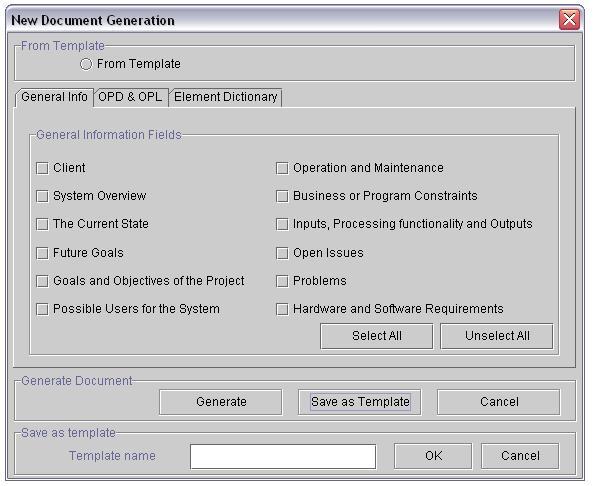 New Document Generation
From Template
From Template
General Info OPD & OPL Element Dictionary
General Information Fields
Client Operation and Maintenance
System Overview Business or Program Constraints
The Current State Inputs, Processing functionality and Outputs
Future Goals Open Issues
Goals and Objectives of the Project Problems
Possible Users for the System Hardware and Software Requirements
Select All Unselect All
Generate Document
Generate Save as Template Cancel
Save as template
Template name OK Cancel